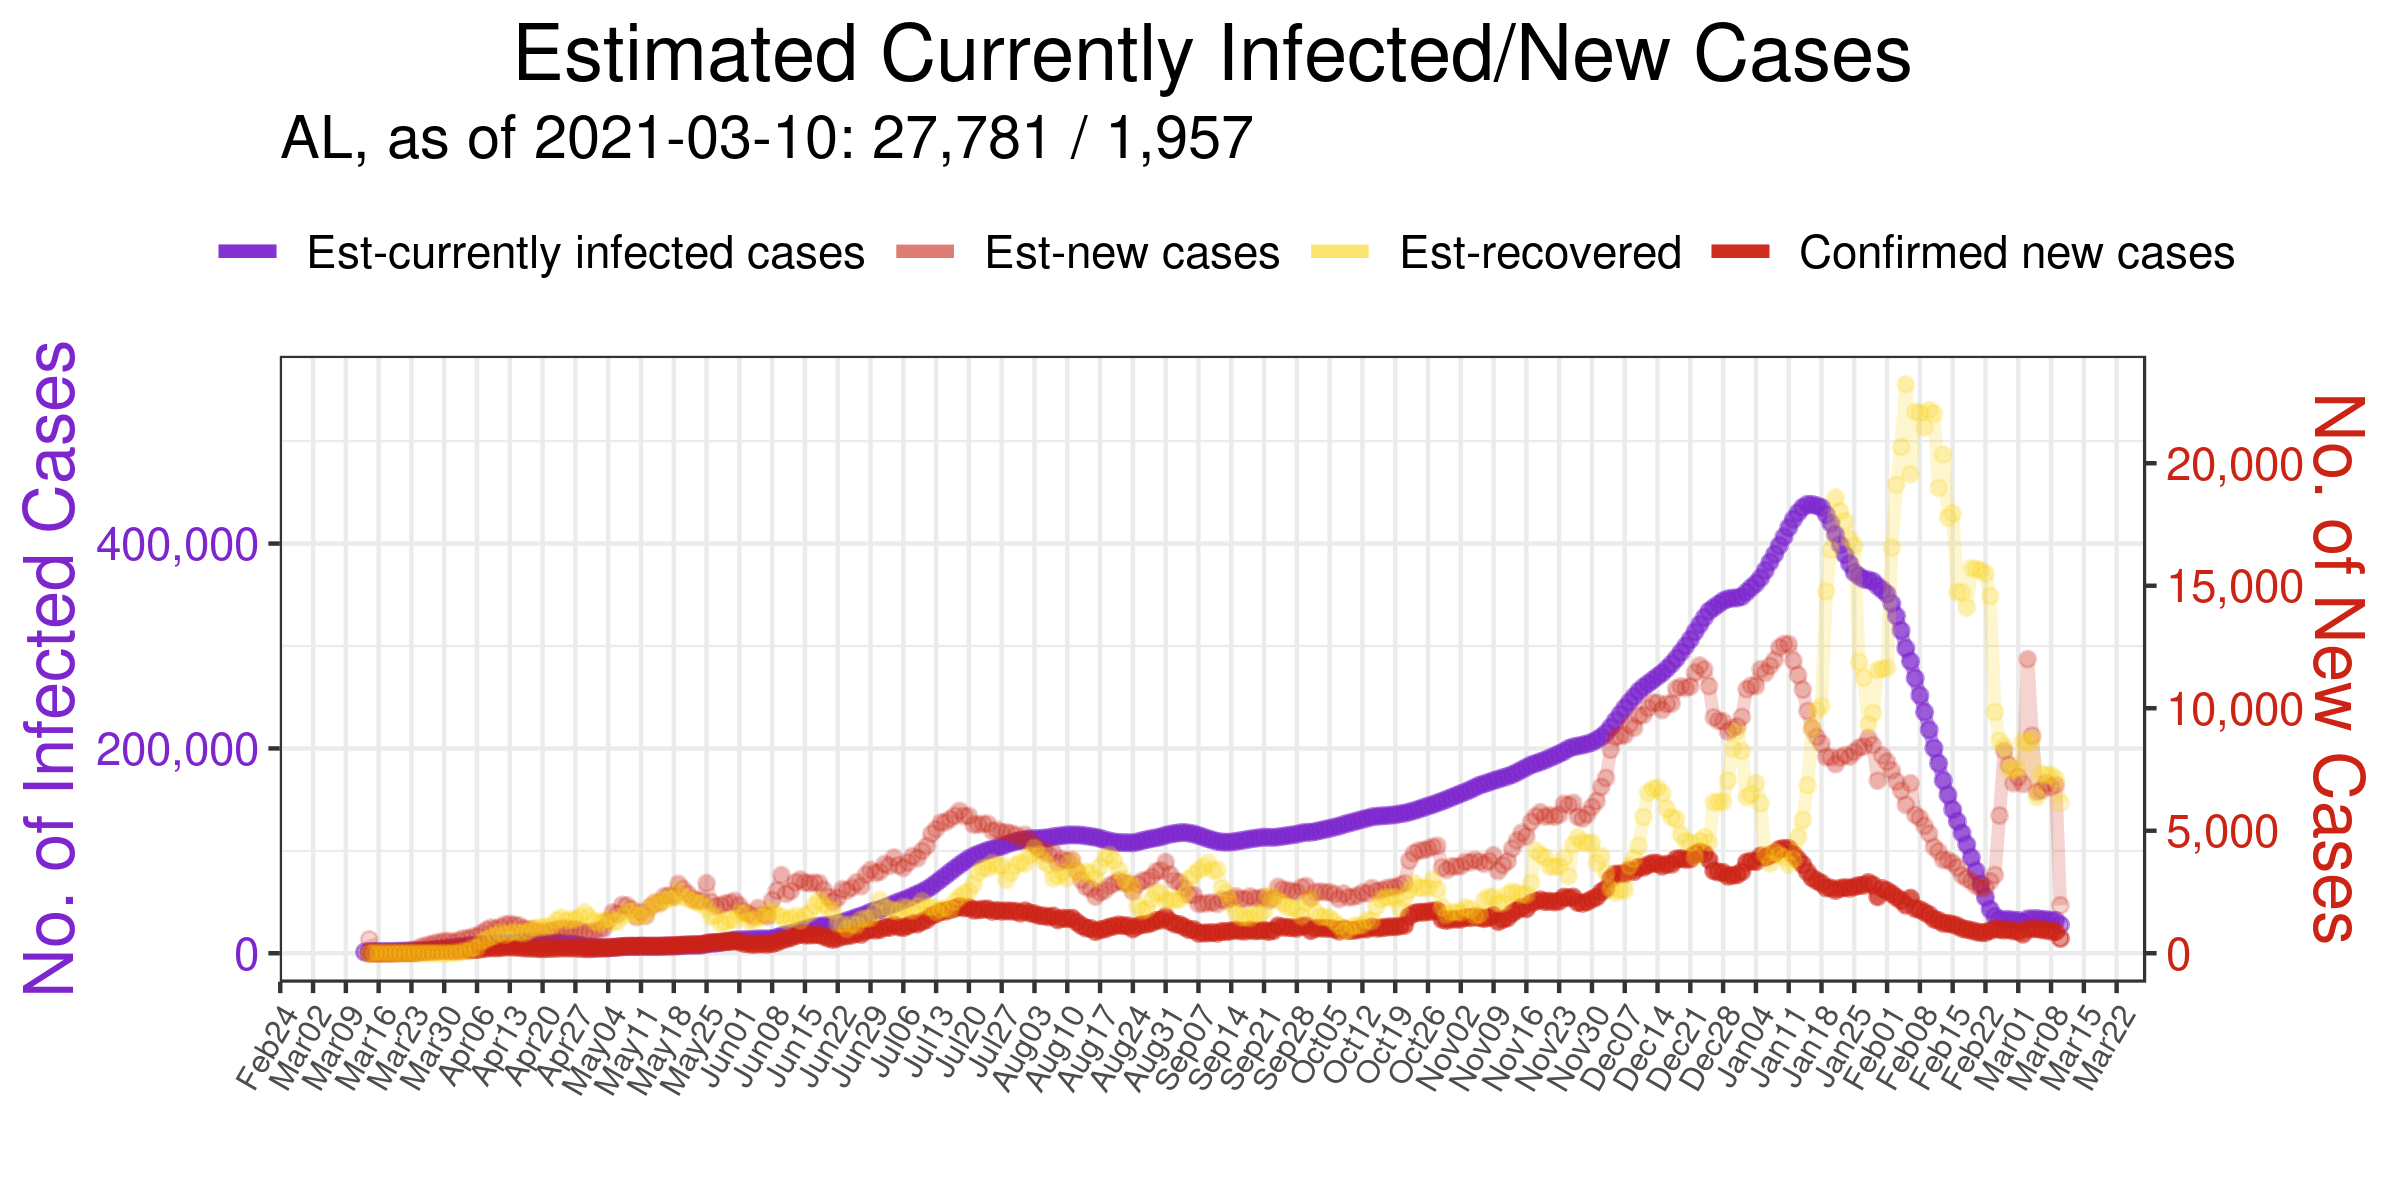 Estimated Currently Infected/New Cases
AL, as of 2021-03-10: 27,781 / 1,957
Est-currently infected cases Est-new cases Est-recovered Confirmed new cases
No. of Infected Cases
400,000
200,000
0
20,000
15,000
10,000
5,000
0
No. of New Cases
Feb24 Mar02 Mar09 Mar16 Mar23 Mar30 Apr06 Apr13 Apr20 Apr27 May04 May11 May18 May25 Jun01 Jun08 Jun15 Jun22 Jun29 Jul06 Jul13 Jul20 Jul27 Aug03 Aug10 Aug17 Aug24 Aug31 Sep07 Sep14 Sep21 Sep28 Oct05 Oct12 Oct19 Oct26 Nov02 Nov09 Nov16 Nov23 Nov30 Dec07 Dec14 Dec21 Dec28 Jan04 Jan11 Jan18 Jan25 Feb01 Feb08 Feb15 Feb22 Mar01 Mar08 Mar15 Mar22